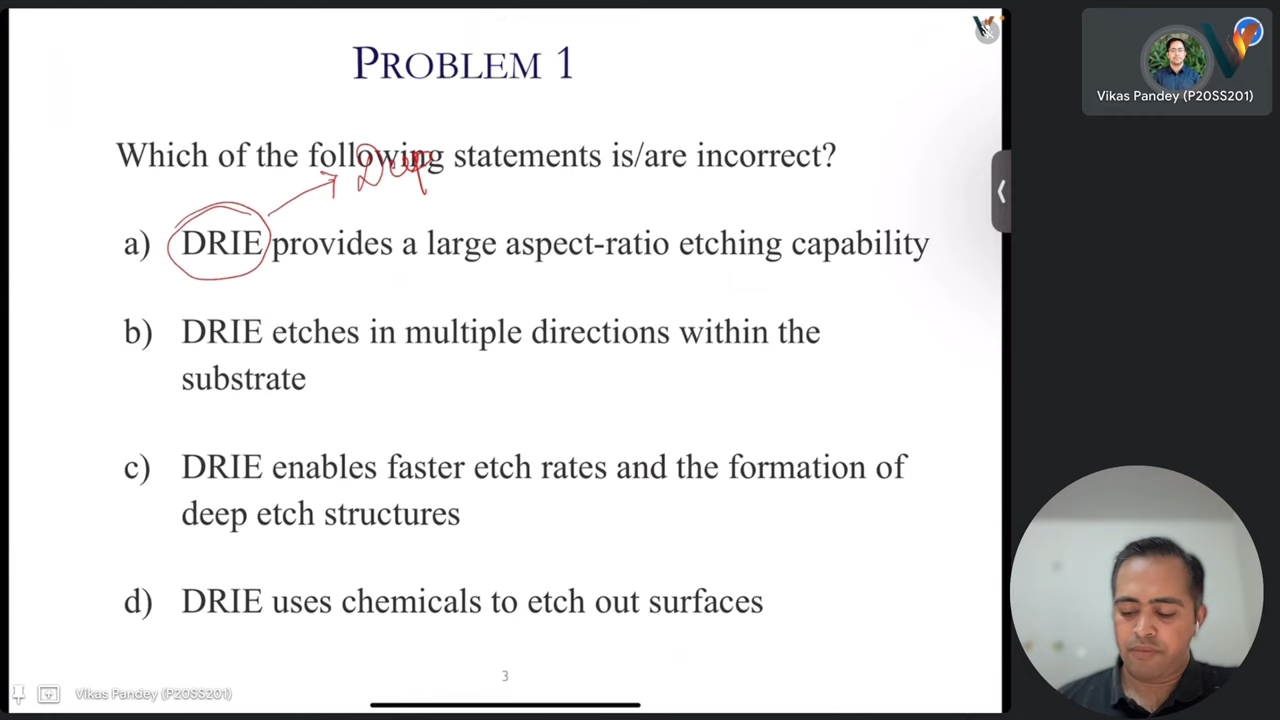 PROBLEM 1
Which of the following statements is/are incorrect?
Deep
a) DRIE provides a large aspect-ratio etching capability
b) DRIE etches in multiple directions within the
substrate
c) DRIE enables faster etch rates and the formation of
deep etch structures
d) DRIE uses chemicals to etch out surfaces
3
Vikas Pandey (P20SS201)
Vikas Pandey (P20SS201)